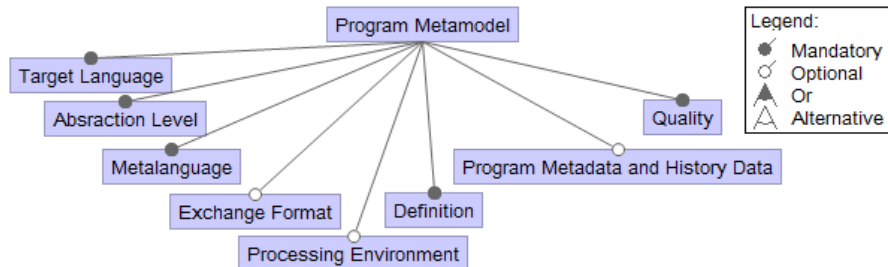 Program Metamodel
Legend:
Mandatory
Optional
Or
Alternative
Target Language
Absraction Level
Quality
Metalanguage
Program Metadata and History Data
Exchange Format
Definition
Processing Environment